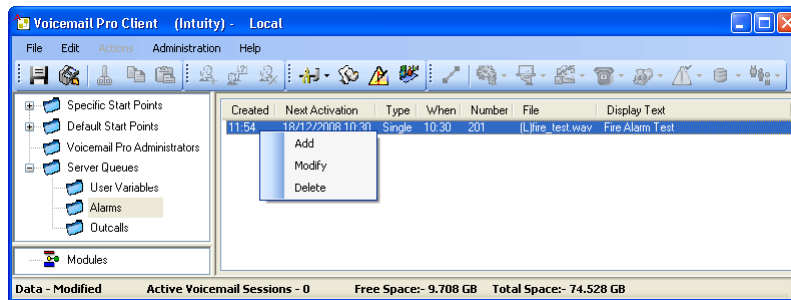 Voicemail Pro Client (Intuity) - Local
File Edit Actions Administration Help
Specific Start Points
Default Start Points
Voicemail Pro Administrators
Server Queues
User Variables
Alarms
Outcalls
Modules
Created Next Activation Type When Number File Display Text
11:54 18/12/2008 10:30 Single 10:30 201 (L)fire_test.wav Fire Alarm Test
Add
Modify
Delete
Data - Modified Active Voicemail Sessions - 0 Free Space:- 9.708 GB Total Space:- 74.528 GB